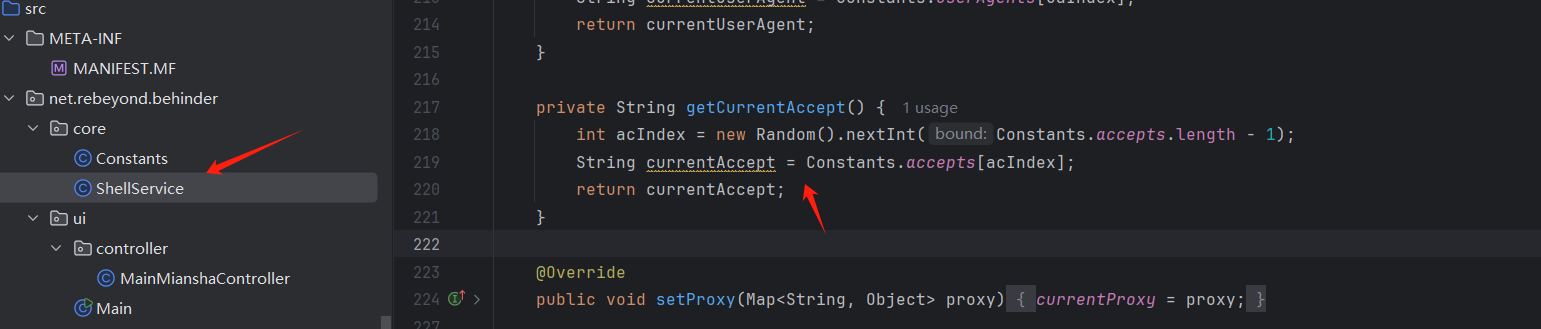 src
META-INF
MANIFEST.MF
net.rebeyond.behinder
core
Constants
ShellService
ui
controller
MainMianshaController
Main
214 return currentUserAgent;
215 }
216
217 private String getCurrentAccept() { 1 usage
218 int acIndex = new Random().nextInt( bound: Constants.accepts.length - 1);
219 String currentAccept = Constants.accepts[acIndex];
220 return currentAccept;
221 }
222
223 @Override
224 public void setProxy(Map<String, Object> proxy) { currentProxy = proxy; }